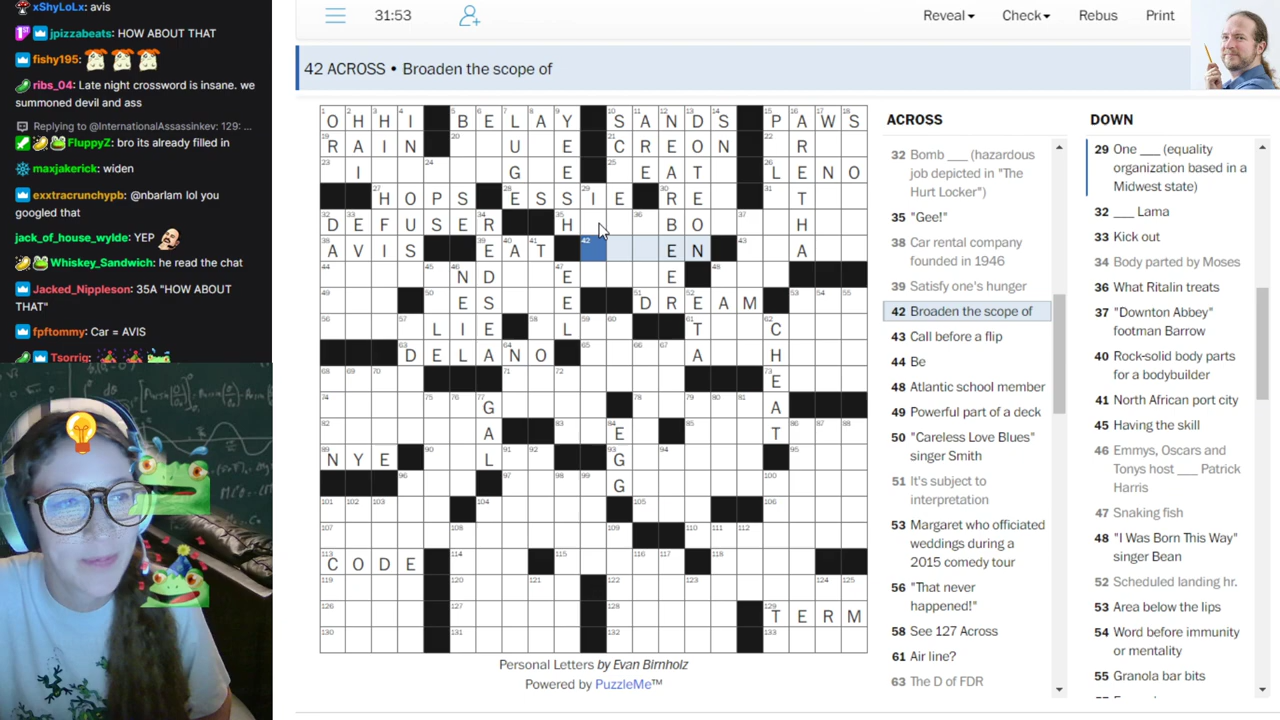 xShyLoLx: avis
jpizzabeats: HOW ABOUT THAT
fishy195:
ribs_04: Late night crossword is insane. we
summoned devil and ass
Replying to @InternationalAssassinkev: 129: ...
FluppyZ: bro its already filled in
maxjakerick: widen
exxtracrunchypb: @nbarlam lol you
googled that
jack_of_house_wylde: YEP
Whiskey_Sandwich: he read the chat
Jacked_Nippleson: 35A "HOW ABOUT
THAT"
fpftommy: Car = AVIS
Tsorrig:
31:53
Reveal Check Rebus Print
42 ACROSS • Broaden the scope of
O H H I B E L A Y S A N D S P A W S
R A I N U E C R E O N R
I G S E A T L E N O
H O P S E S S I E R E T
D E F U S E R H B O H
A V I S E A T E N A
N D E E
E S E D R E A M
L I E L T C
D E L A N O A H
E
G A
A E T
N Y E L G
G
C O D E
T E R M
Personal Letters by Evan Birnholz
Powered by PuzzleMe™
ACROSS
32 Bomb ___ (hazardous
job depicted in "The
Hurt Locker")
35 "Gee!"
38 Car rental company
founded in 1946
39 Satisfy one's hunger
42 Broaden the scope of
43 Call before a flip
44 Be
48 Atlantic school member
49 Powerful part of a deck
50 "Careless Love Blues"
singer Smith
51 It's subject to
interpretation
53 Margaret who officiated
weddings during a
2015 comedy tour
56 "That never
happened!"
58 See 127 Across
61 Air line?
63 The D of FDR
DOWN
29 One ___ (equality
organization based in a
Midwest state)
32 ___ Lama
33 Kick out
34 Body parted by Moses
36 What Ritalin treats
37 "Downton Abbey"
footman Barrow
40 Rock-solid body parts
for a bodybuilder
41 North African port city
45 Having the skill
46 Emmys, Oscars and
Tonys host ___ Patrick
Harris
47 Snaking fish
48 "I Was Born This Way"
singer Bean
52 Scheduled landing hr.
53 Area below the lips
54 Word before immunity
or mentality
55 Granola bar bits